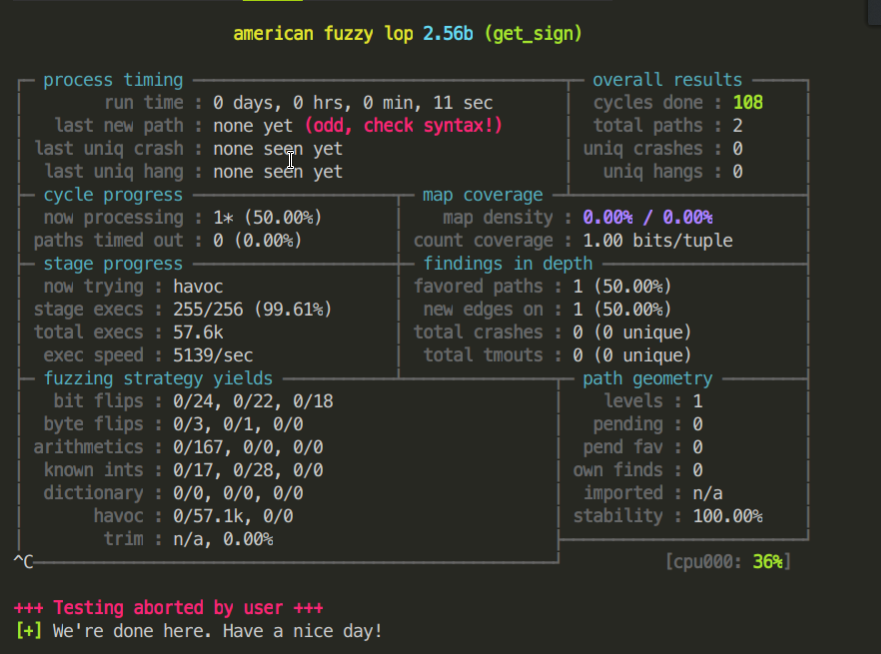 american fuzzy lop 2.56b (get_sign)
process timing overall results
run time : 0 days, 0 hrs, 0 min, 11 sec cycles done : 108
last new path : none yet (odd, check syntax!) total paths : 2
last uniq crash : none seen yet uniq crashes : 0
last uniq hang : none seen yet uniq hangs : 0
cycle progress map coverage
now processing : 1* (50.00%) map density : 0.00% / 0.00%
paths timed out : 0 (0.00%) count coverage : 1.00 bits/tuple
stage progress findings in depth
now trying : havoc favored paths : 1 (50.00%)
stage execs : 255/256 (99.61%) new edges on : 1 (50.00%)
total execs : 57.6k total crashes : 0 (0 unique)
exec speed : 5139/sec total tmouts : 0 (0 unique)
fuzzing strategy yields path geometry
bit flips : 0/24, 0/22, 0/18 levels : 1
byte flips : 0/3, 0/1, 0/0 pending : 0
arithmetics : 0/167, 0/0, 0/0 pend fav : 0
known ints : 0/17, 0/28, 0/0 own finds : 0
dictionary : 0/0, 0/0, 0/0 imported : n/a
havoc : 0/57.1k, 0/0 stability : 100.00%
trim : n/a, 0.00%
^C [cpu000: 36%]
+++ Testing aborted by user +++
[+] We're done here. Have a nice day!